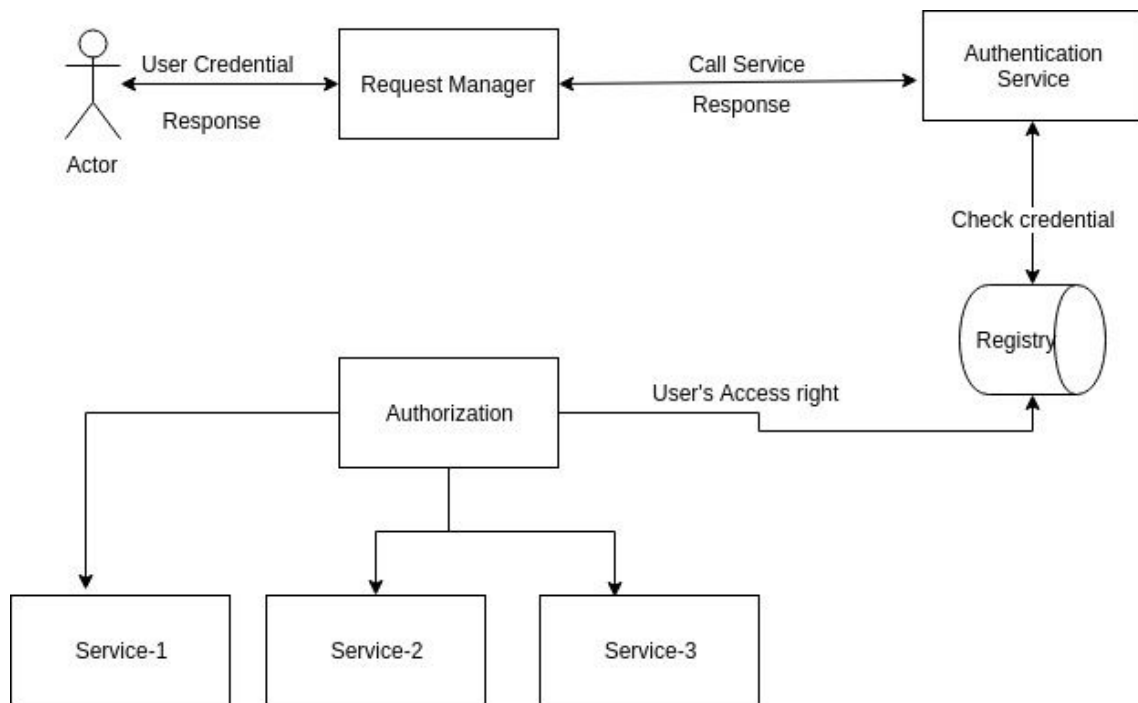 User Credential
Response
Actor
Request Manager
Call Service
Response
Authentication
Service
Check credential
Registry
Authorization
User's Access right
Service-1
Service-2
Service-3